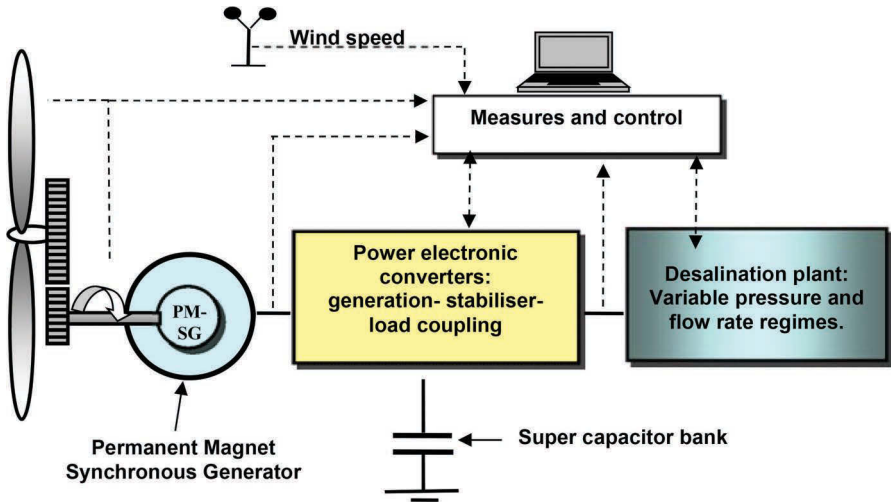 Wind speed
Measures and control
Power electronic
converters:
generation- stabiliser-
load coupling
Desalination plant:
Variable pressure and
flow rate regimes.
PM-
SG
Permanent Magnet
Synchronous Generator
Super capacitor bank